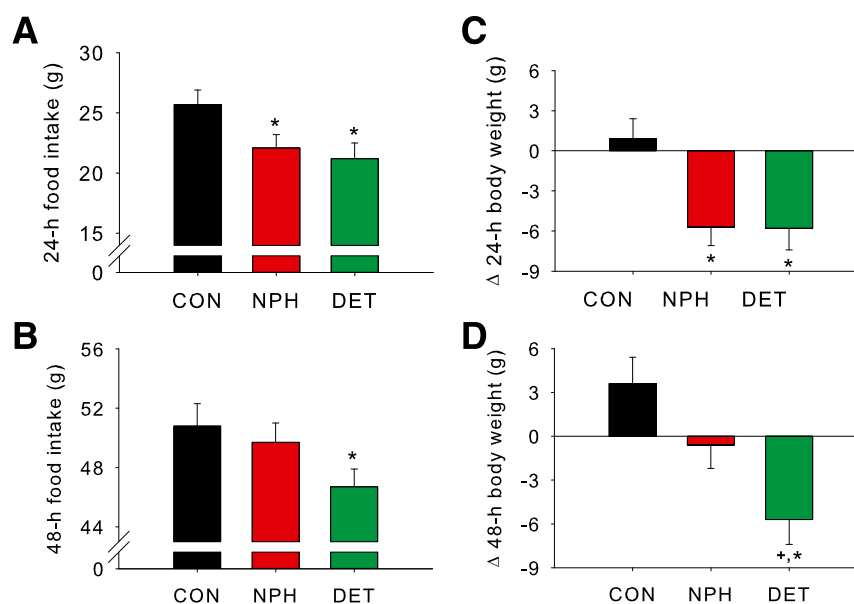 A
24-h food intake (g)
30
25
20
15
0
* *
CON NPH DET
B
48-h food intake (g)
56
52
48
44
0
*
CON NPH DET
C
Δ 24-h body weight (g)
6
3
0
-3
-6
-9
* *
CON NPH DET
D
Δ 48-h body weight (g)
6
3
0
-3
-6
-9
+,*
CON NPH DET